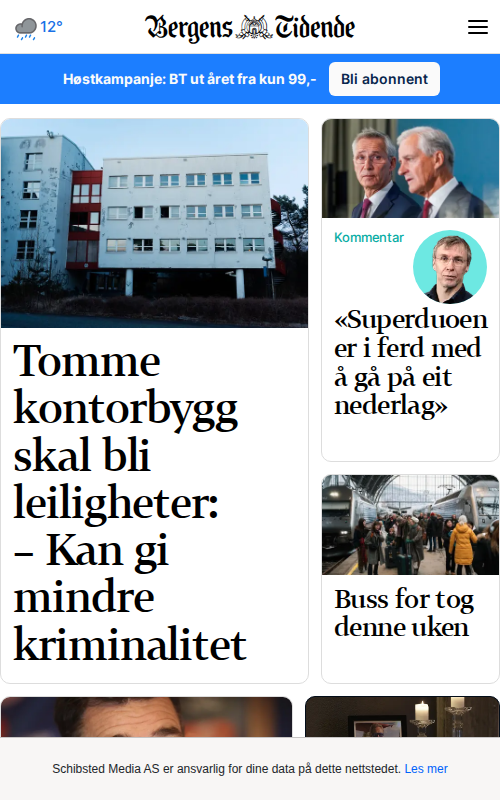 12°
Bergens Tidende
Høstkampanje: BT ut året fra kun 99,-
Bli abonnent
Tomme
kontorbygg
skal bli
leiligheter:
– Kan gi
mindre
kriminalitet
Kommentar
«Superduoen
er i ferd med
å gå på eit
nederlag»
Buss for tog
denne uken
Schibsted Media AS er ansvarlig for dine data på dette nettstedet. Les mer